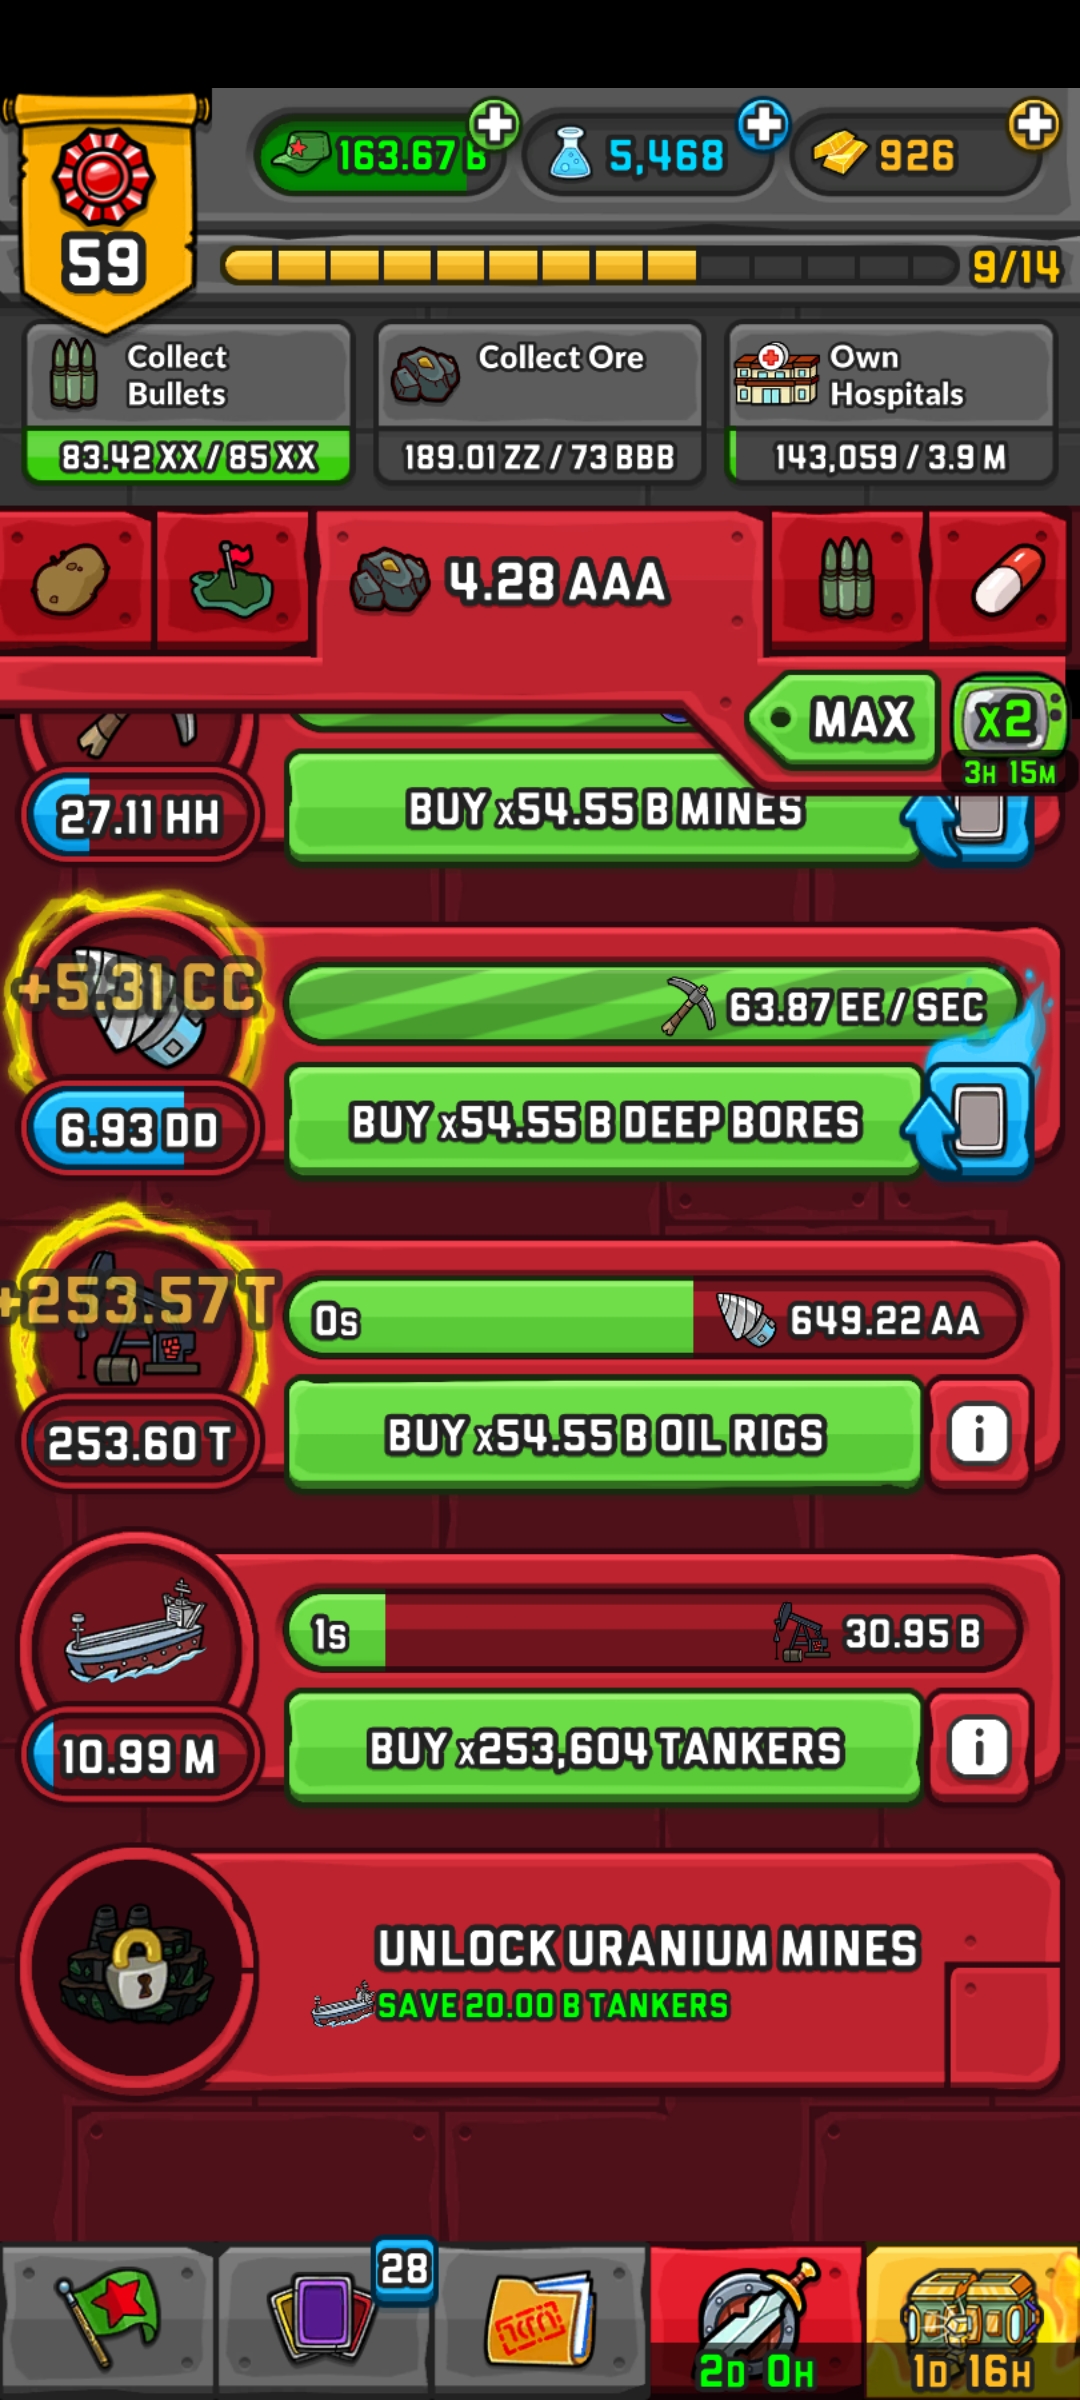 163.67 B
5,468
926
59
9/14
Collect
Bullets
83.42 XX / 85 XX
Collect Ore
189.01 ZZ / 73 BBB
Own
Hospitals
143,059 / 3.9 M
4.28 AAA
MAX
x2
3H 15M
27.11 HH
BUY x54.55 B MINES
+5.31 CC
63.87 EE / SEC
6.93 DD
BUY x54.55 B DEEP BORES
+253.57 T
0s
649.22 AA
253.60 T
BUY x54.55 B OIL RIGS
i
1s
30.95 B
10.99 M
BUY x253,604 TANKERS
i
UNLOCK URANIUM MINES
SAVE 20.00 B TANKERS
28
2D 0H
1D 16H